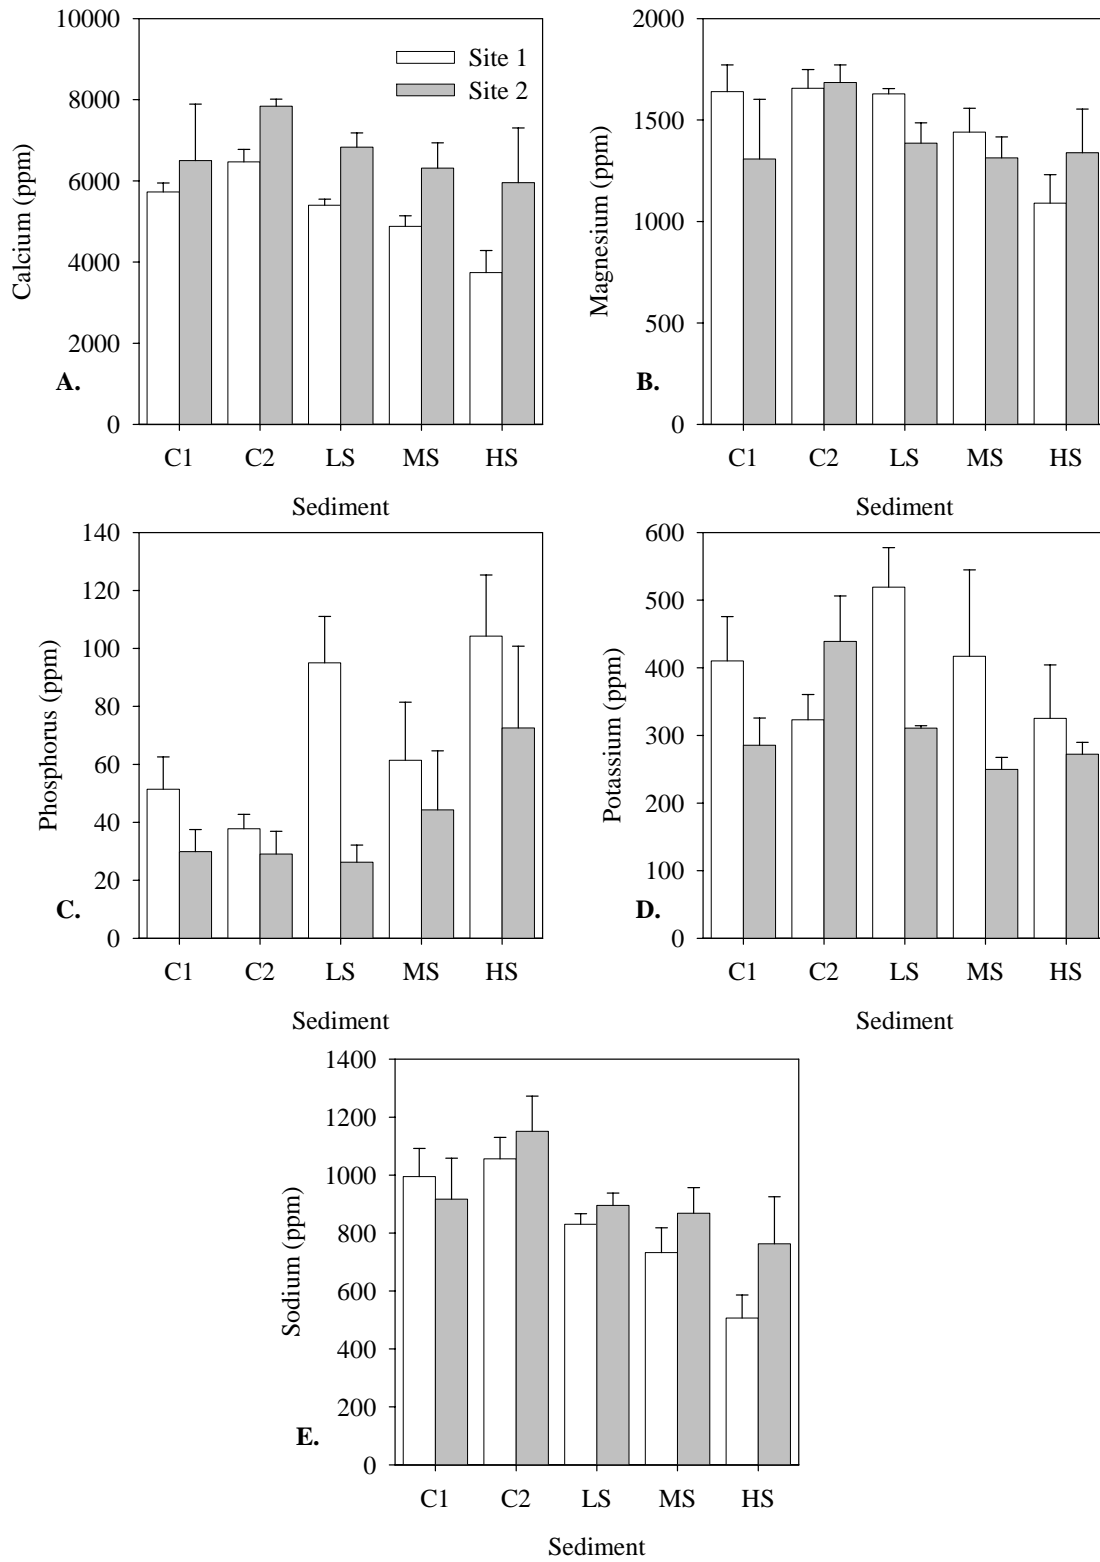 10000
8000
6000
4000
2000
0
Calcium (ppm)
Site 1
Site 2
A.
C1 C2 LS MS HS
Sediment
2000
1500
1000
500
0
Magnesium (ppm)
B.
C1 C2 LS MS HS
Sediment
140
120
100
80
60
40
20
0
Phosphorus (ppm)
C.
C1 C2 LS MS HS
Sediment
600
500
400
300
200
100
0
Potassium (ppm)
D.
C1 C2 LS MS HS
Sediment
1400
1200
1000
800
600
400
200
0
Sodium (ppm)
E.
C1 C2 LS MS HS
Sediment